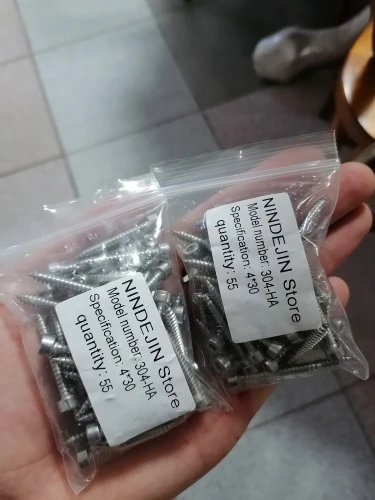 NINDEJIN Store
Model number: 304-HA
Specification: 4*30
quantity: 55
NINDEJIN Store
Model number: 304-HA
Specification: 4*30
quantity: 55